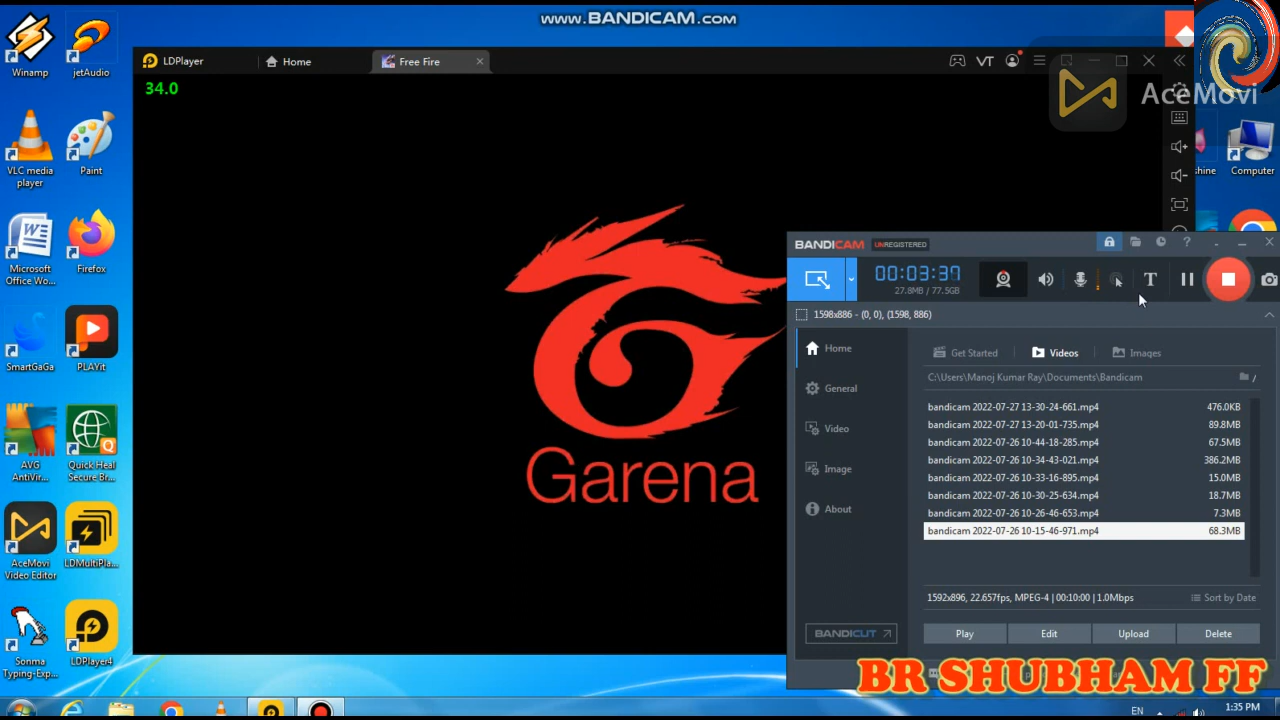 www.BANDICAM.com
Winamp
jetAudio
VLC media
player
Paint
Microsoft
Office Wo...
Firefox
SmartGaGa
PLAYit
AVG
AntiVir...
Quick Heal
Secure Br...
AceMovi
Video Editor
LDMultiPla...
Sonma
Typing-Exp...
LDPlayer4
LDPlayer
Home
Free Fire
VT
34.0
AceMovi
Computer
Garena
BANDICAM UNREGISTERED
00:03:37
27.8MB / 77.5GB
T
1598x886 - (0, 0), (1598, 886)
Home
General
Video
Image
About
BANDICUT
Get Started
Videos
Images
C:\Users\Manoj Kumar Ray\Documents\Bandicam
bandicam 2022-07-27 13-30-24-661.mp4 476.0KB
bandicam 2022-07-27 13-20-01-735.mp4 89.8MB
bandicam 2022-07-26 10-44-18-285.mp4 67.5MB
bandicam 2022-07-26 10-34-43-021.mp4 386.2MB
bandicam 2022-07-26 10-33-16-895.mp4 15.0MB
bandicam 2022-07-26 10-30-25-634.mp4 18.7MB
bandicam 2022-07-26 10-26-46-653.mp4 7.3MB
bandicam 2022-07-26 10-15-46-971.mp4 68.3MB
1592x896, 22.657fps, MPEG-4 | 00:10:00 | 1.0Mbps
Sort by Date
Play
Edit
Upload
Delete
BR SHUBHAM FF
EN
1:35 PM